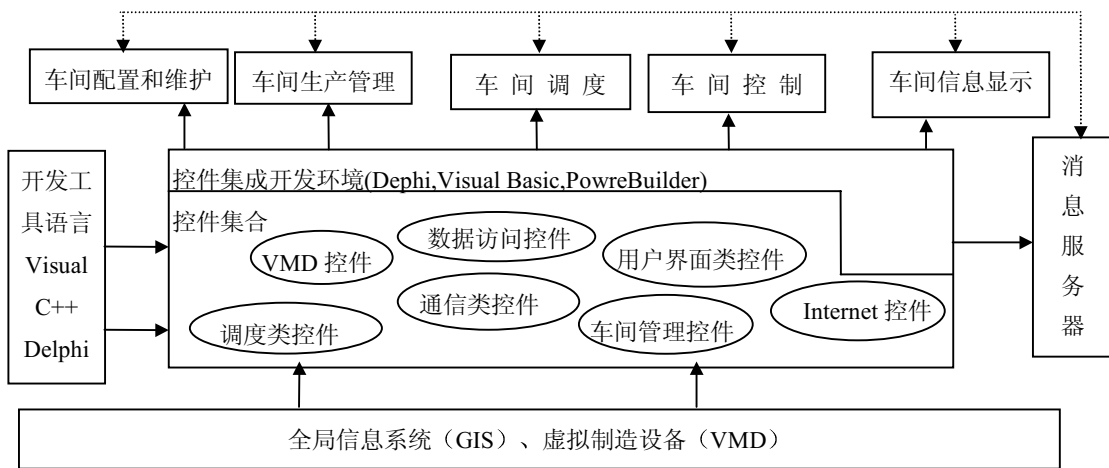 车间配置和维护
车间生产管理
车 间 调 度
车 间 控 制
车间信息显示
开发工
具语言
Visual
C++
Delphi
控件集成开发环境(Dephi,Visual Basic,PowreBuilder)
控件集合
VMD 控件
数据访问控件
用户界面类控件
通信类控件
Internet 控件
调度类控件
车间管理控件
消
息
服
务
器
全局信息系统（GIS）、虚拟制造设备（VMD）